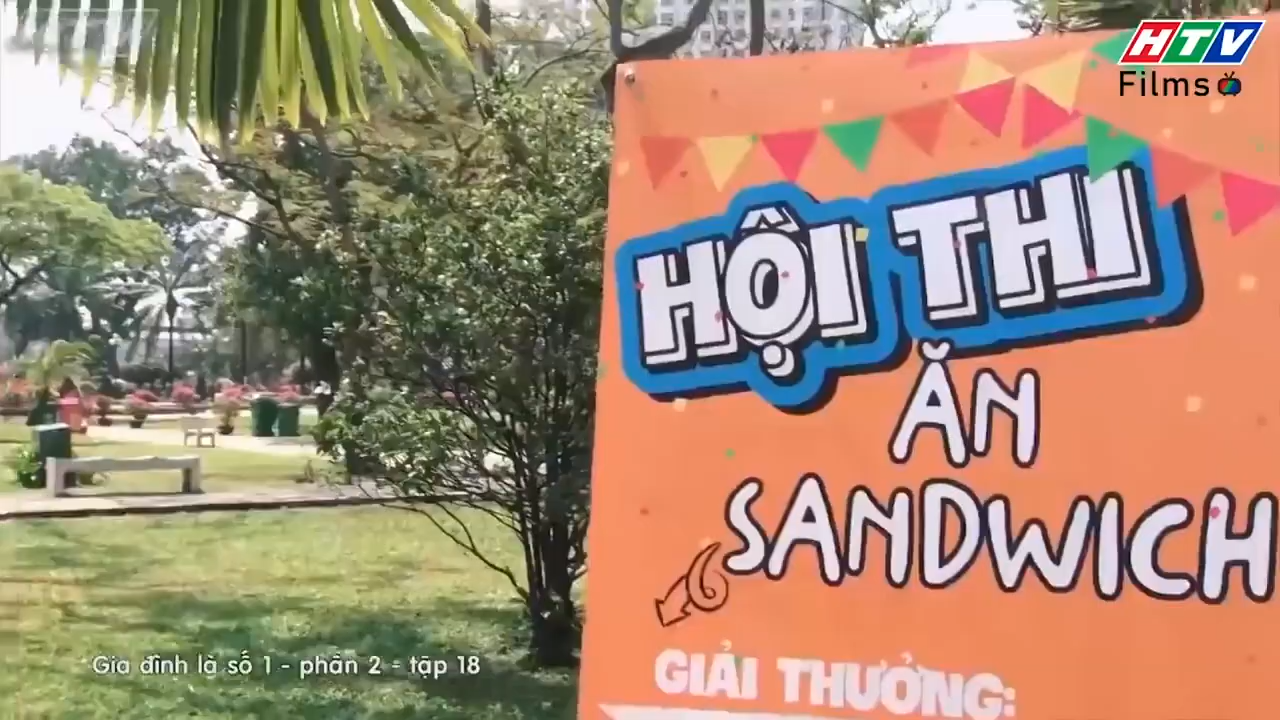 HTV
Films
HỘI THI
ĂN
SANDWICH
GIẢI THƯỞNG:
Gia đình là số 1 - phần 2 - tập 18